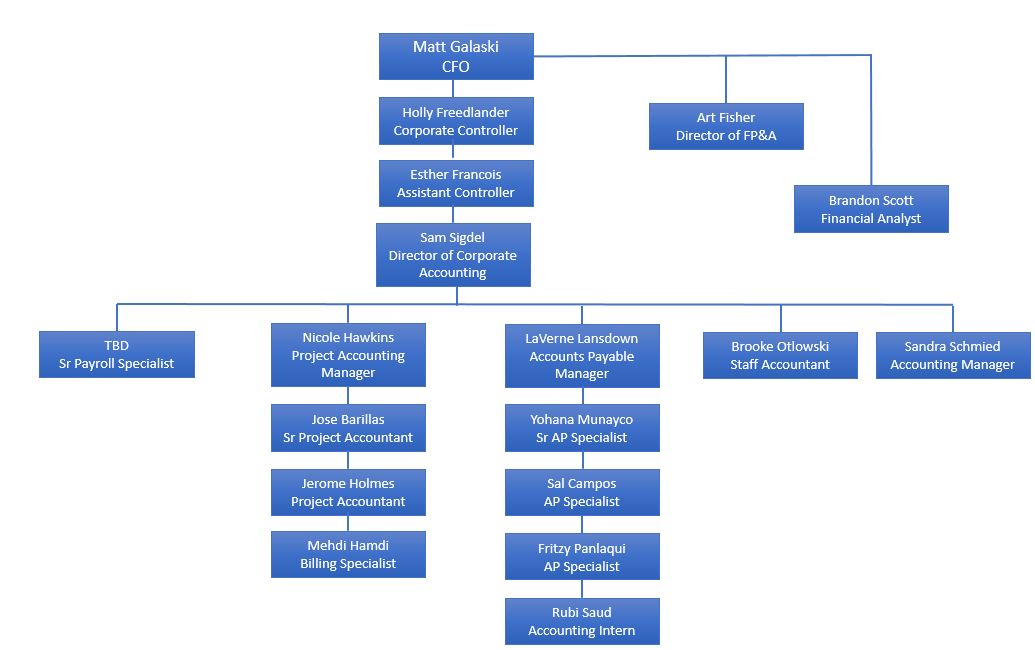 Matt Galaski
CFO
Holly Freedlander
Corporate Controller
Art Fisher
Director of FP&A
Esther Francois
Assistant Controller
Brandon Scott
Financial Analyst
Sam Sigdel
Director of Corporate
Accounting
TBD
Sr Payroll Specialist
Nicole Hawkins
Project Accounting
Manager
LaVerne Lansdown
Accounts Payable
Manager
Brooke Otlowski
Staff Accountant
Sandra Schmied
Accounting Manager
Jose Barillas
Sr Project Accountant
Yohana Munayco
Sr AP Specialist
Jerome Holmes
Project Accountant
Sal Campos
AP Specialist
Mehdi Hamdi
Billing Specialist
Fritzy Panlaqui
AP Specialist
Rubi Saud
Accounting Intern